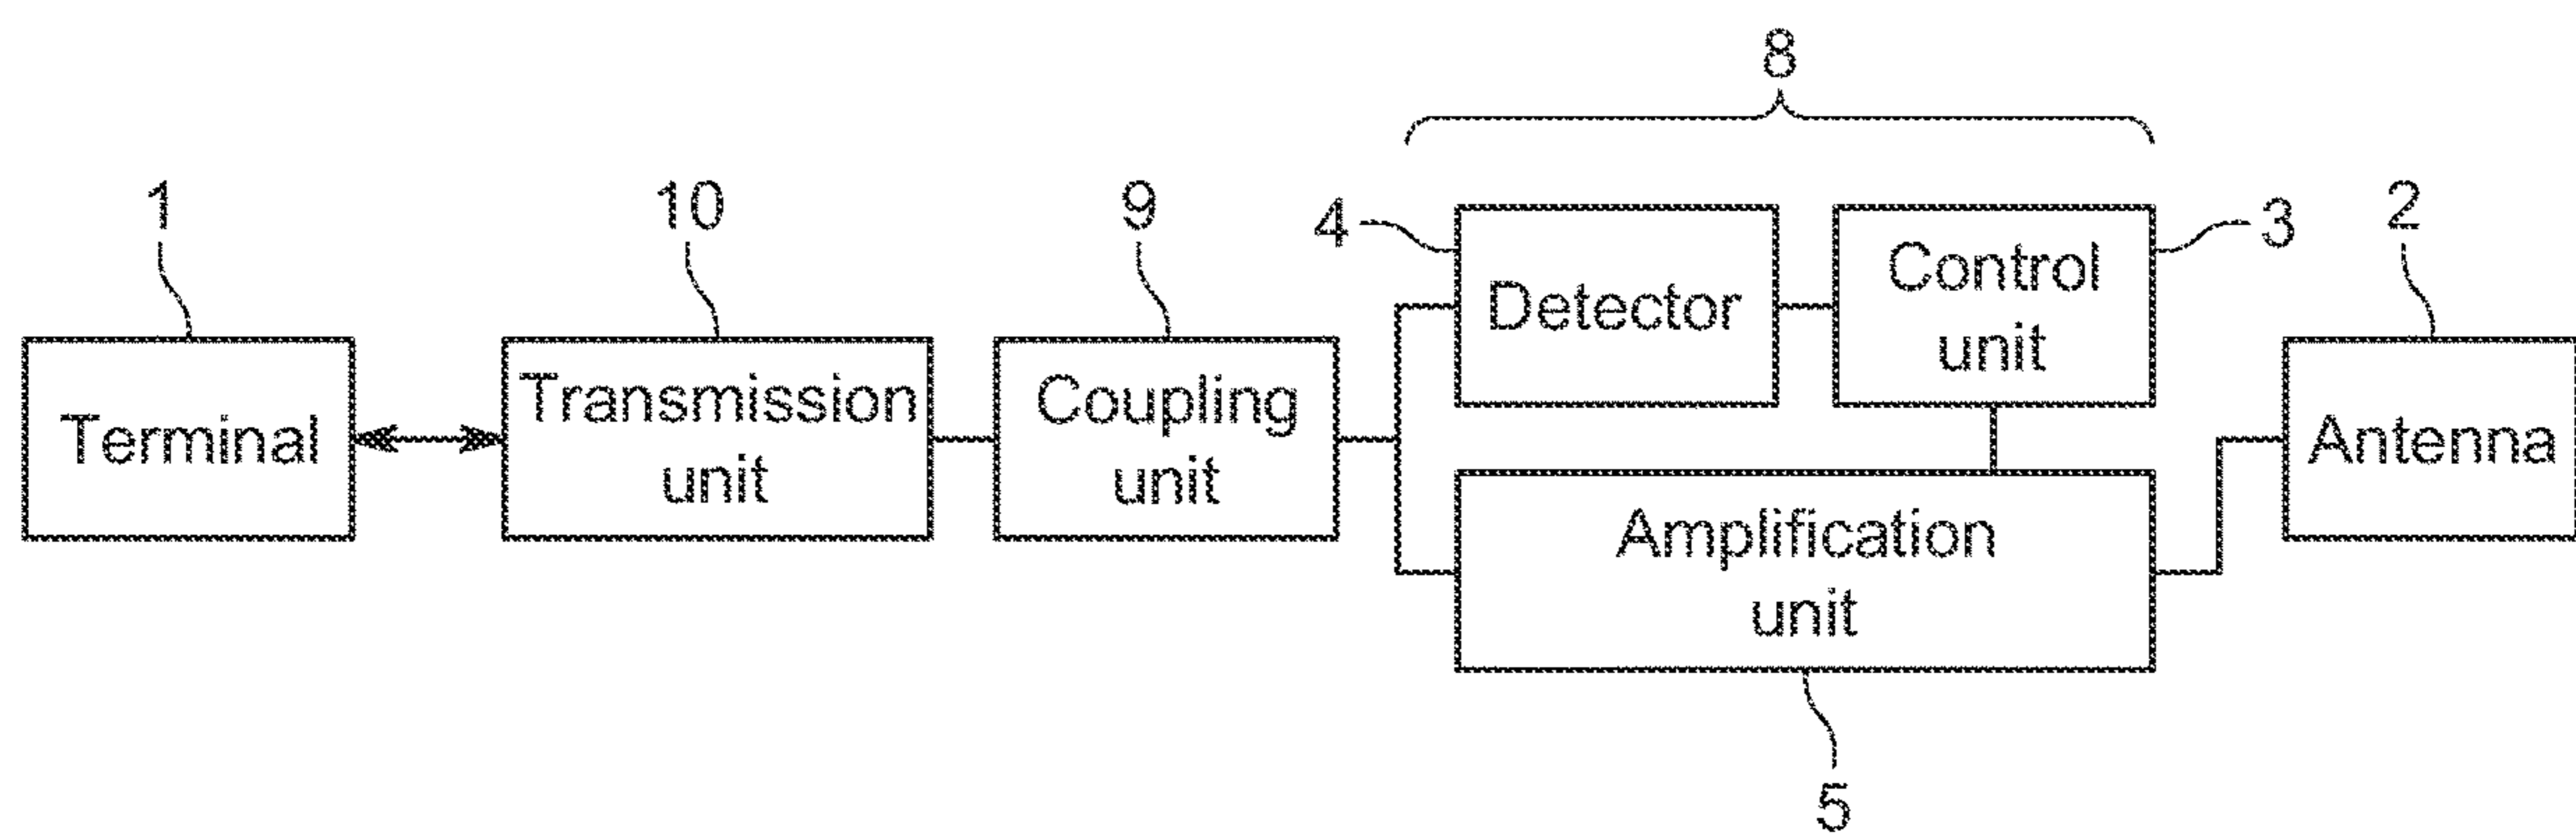 8
1
10
9
4
3
2
Terminal
Transmission
unit
Coupling
unit
Detector
Control
unit
Amplification
unit
Antenna
5